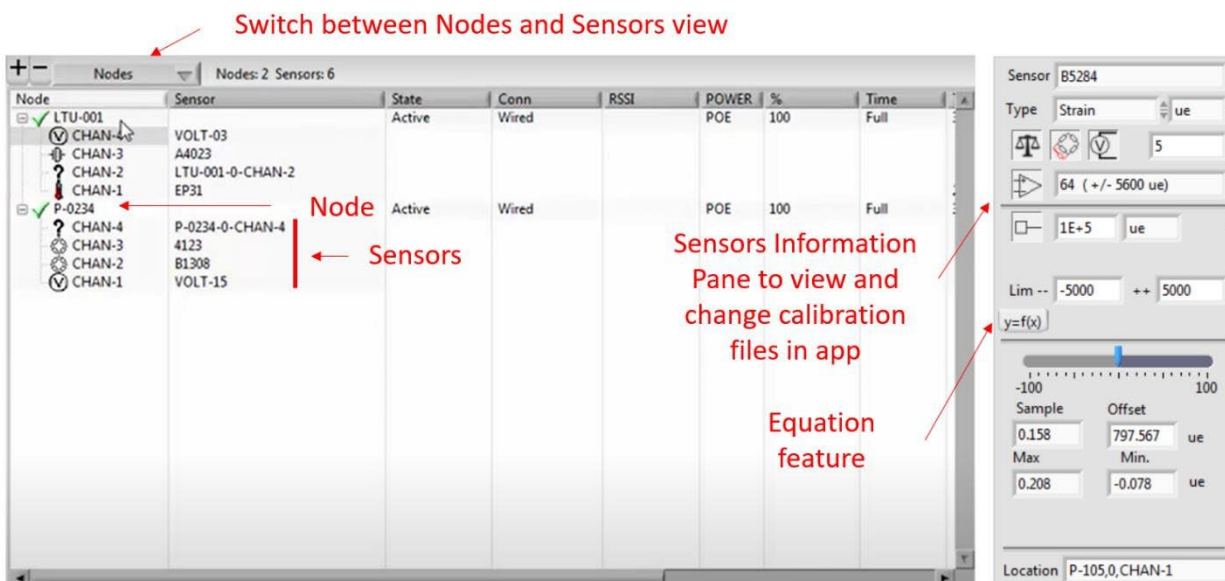 Switch between Nodes and Sensors view
+ − Nodes Nodes: 2 Sensors: 6
Node Sensor State Conn RSSI POWER % Time
LTU-001 Active Wired POE 100 Full
CHAN-4 VOLT-03
CHAN-3 A4023
? CHAN-2 LTU-001-0-CHAN-2
CHAN-1 EP31
P-0234 Active Wired POE 100 Full
? CHAN-4 P-0234-0-CHAN-4
CHAN-3 4123
CHAN-2 B1308
V CHAN-1 VOLT-15
Node
Sensors
Sensors Information
Pane to view and
change calibration
files in app
Equation
feature
Sensor B5284
Type Strain ue
V 5
64 ( +/- 5600 ue)
1E+5 ue
Lim -- -5000 ++ 5000
y=f(x)
-100 100
Sample Offset
0.158 797.567 ue
Max Min.
0.208 -0.078 ue
Location P-105,0,CHAN-1